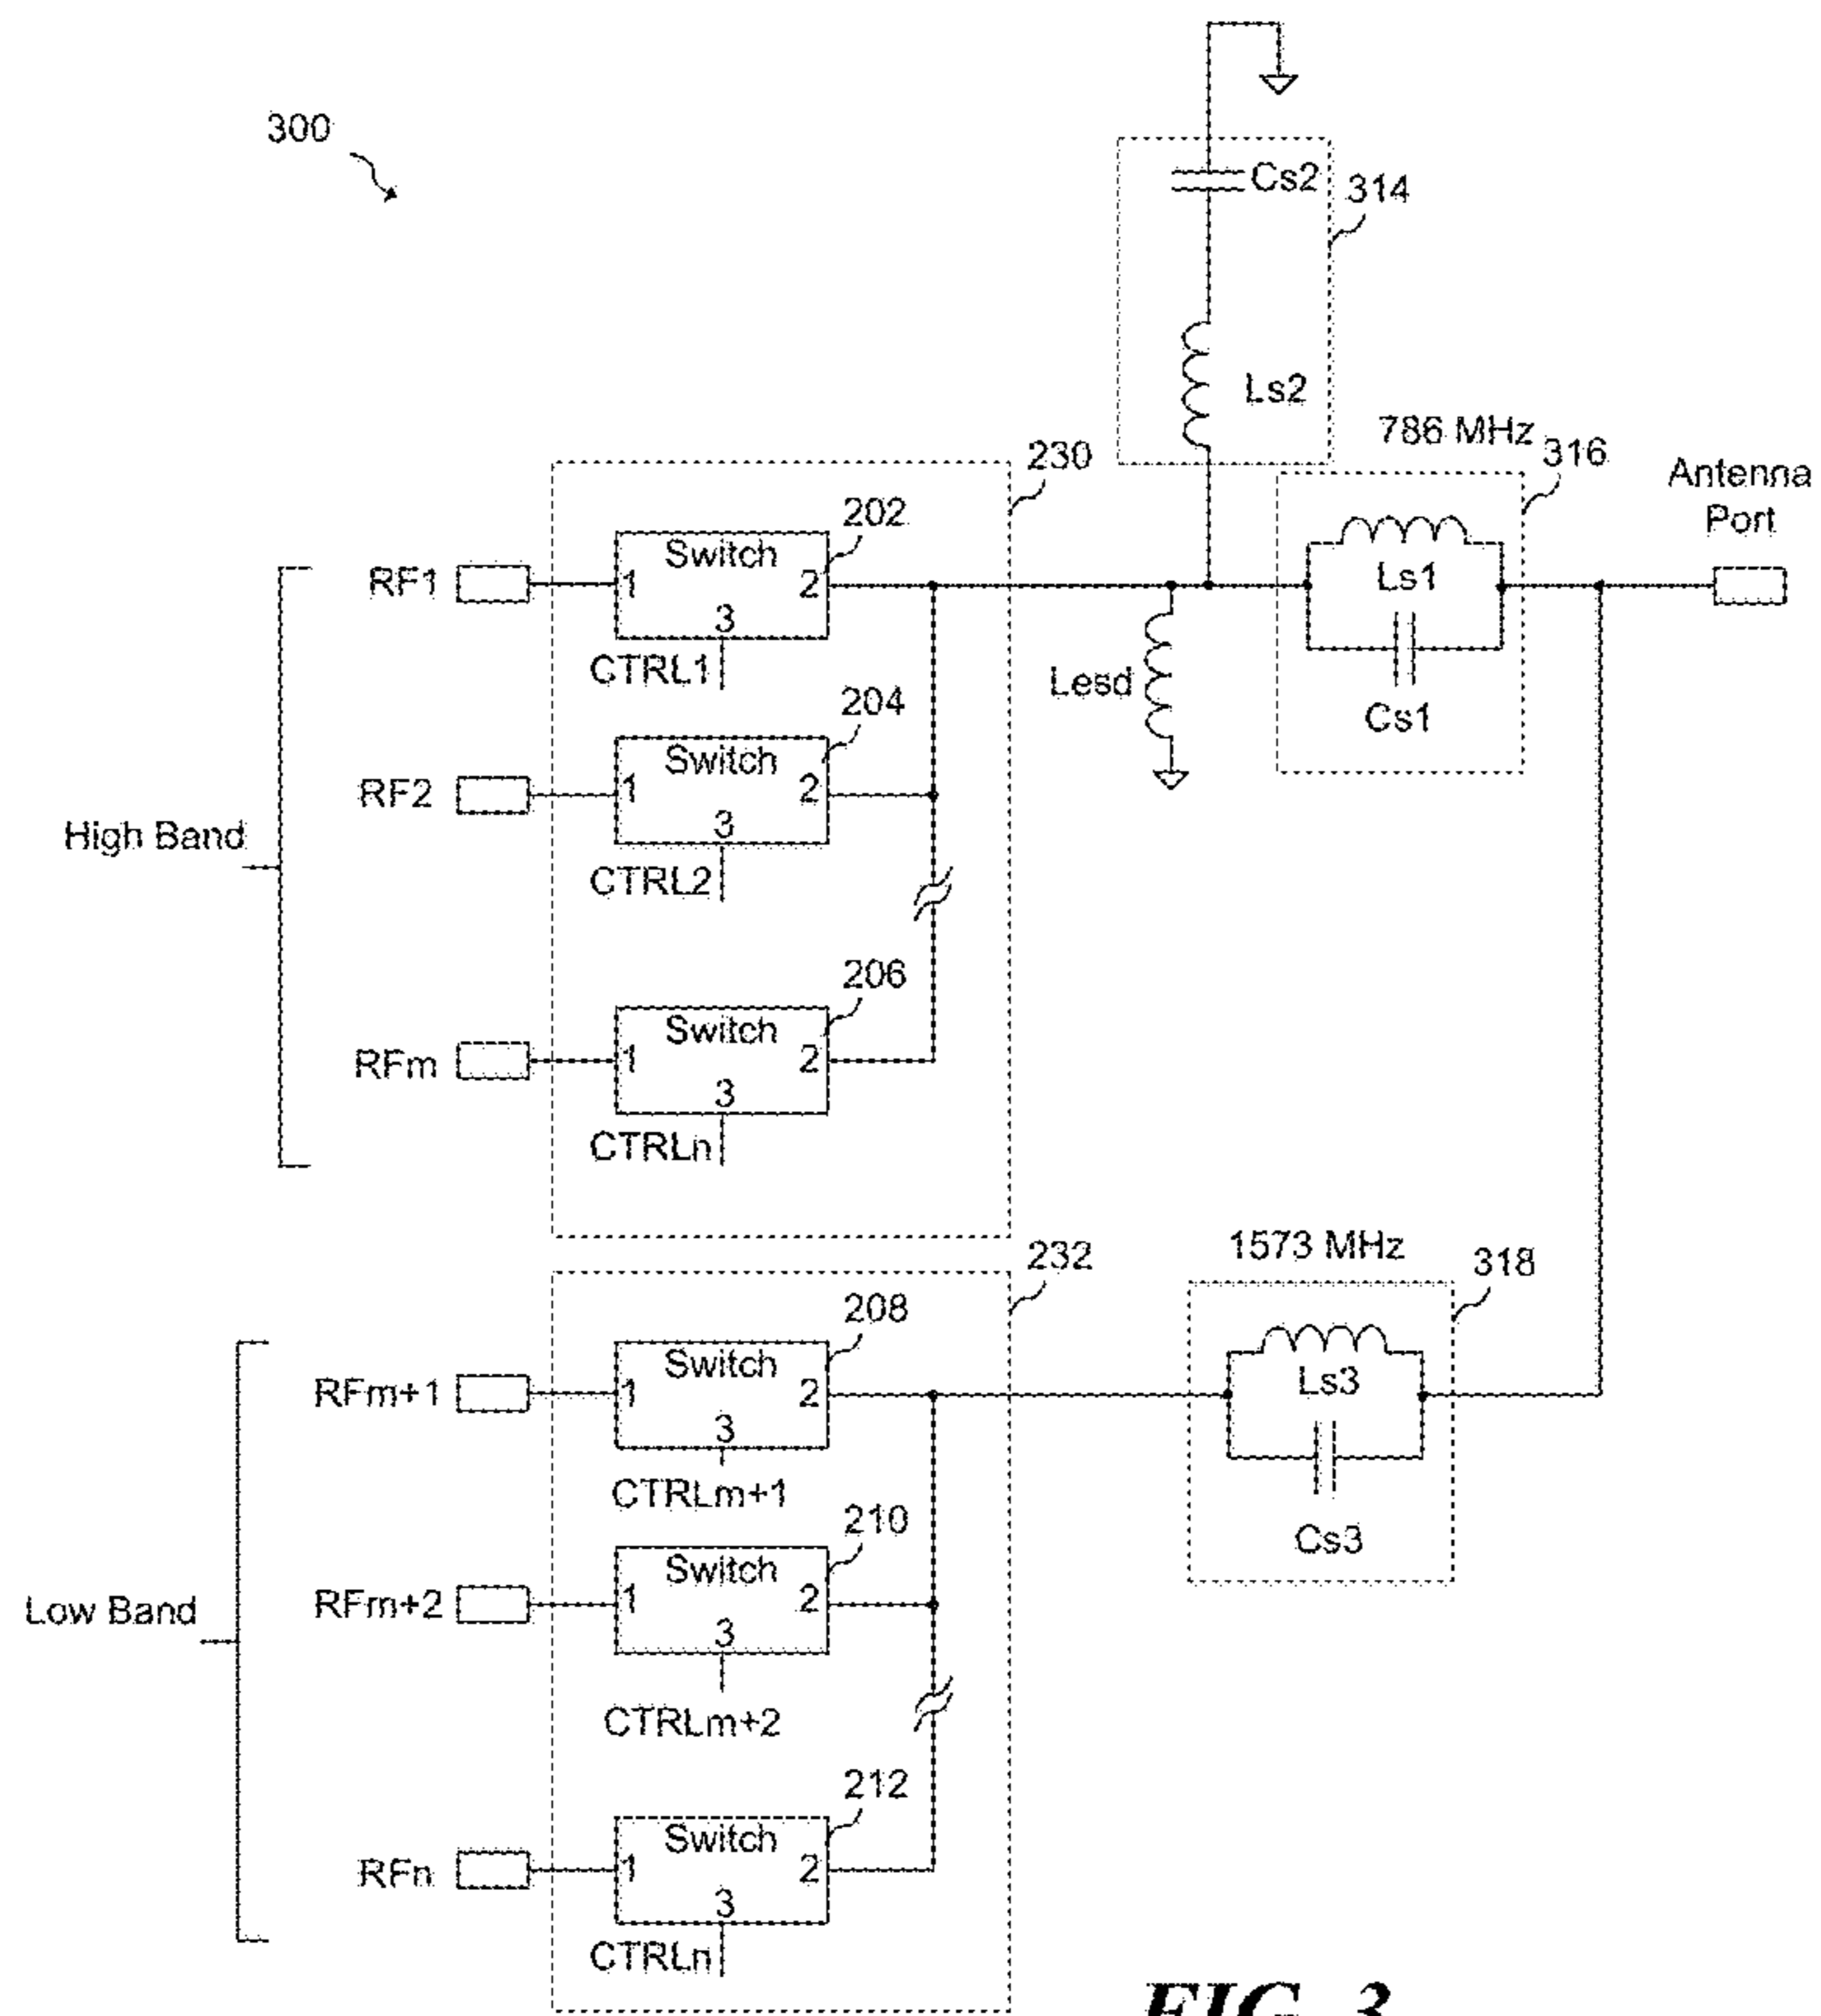 300
Cs2
314
Ls2
786 MHz
316
Antenna
Port
230
202
RF1
1
Switch
2
3
CTRL1
Ls1
Cs1
Lesd
204
RF2
1
Switch
2
3
CTRL2
High Band
206
RFm
1
Switch
2
3
CTRLn
232
1573 MHz
318
208
RFm+1
1
Switch
2
3
CTRLm+1
Ls3
Cs3
210
RFm+2
1
Switch
2
3
CTRLm+2
Low Band
212
RFn
1
Switch
2
3
CTRLn
FIG. 3